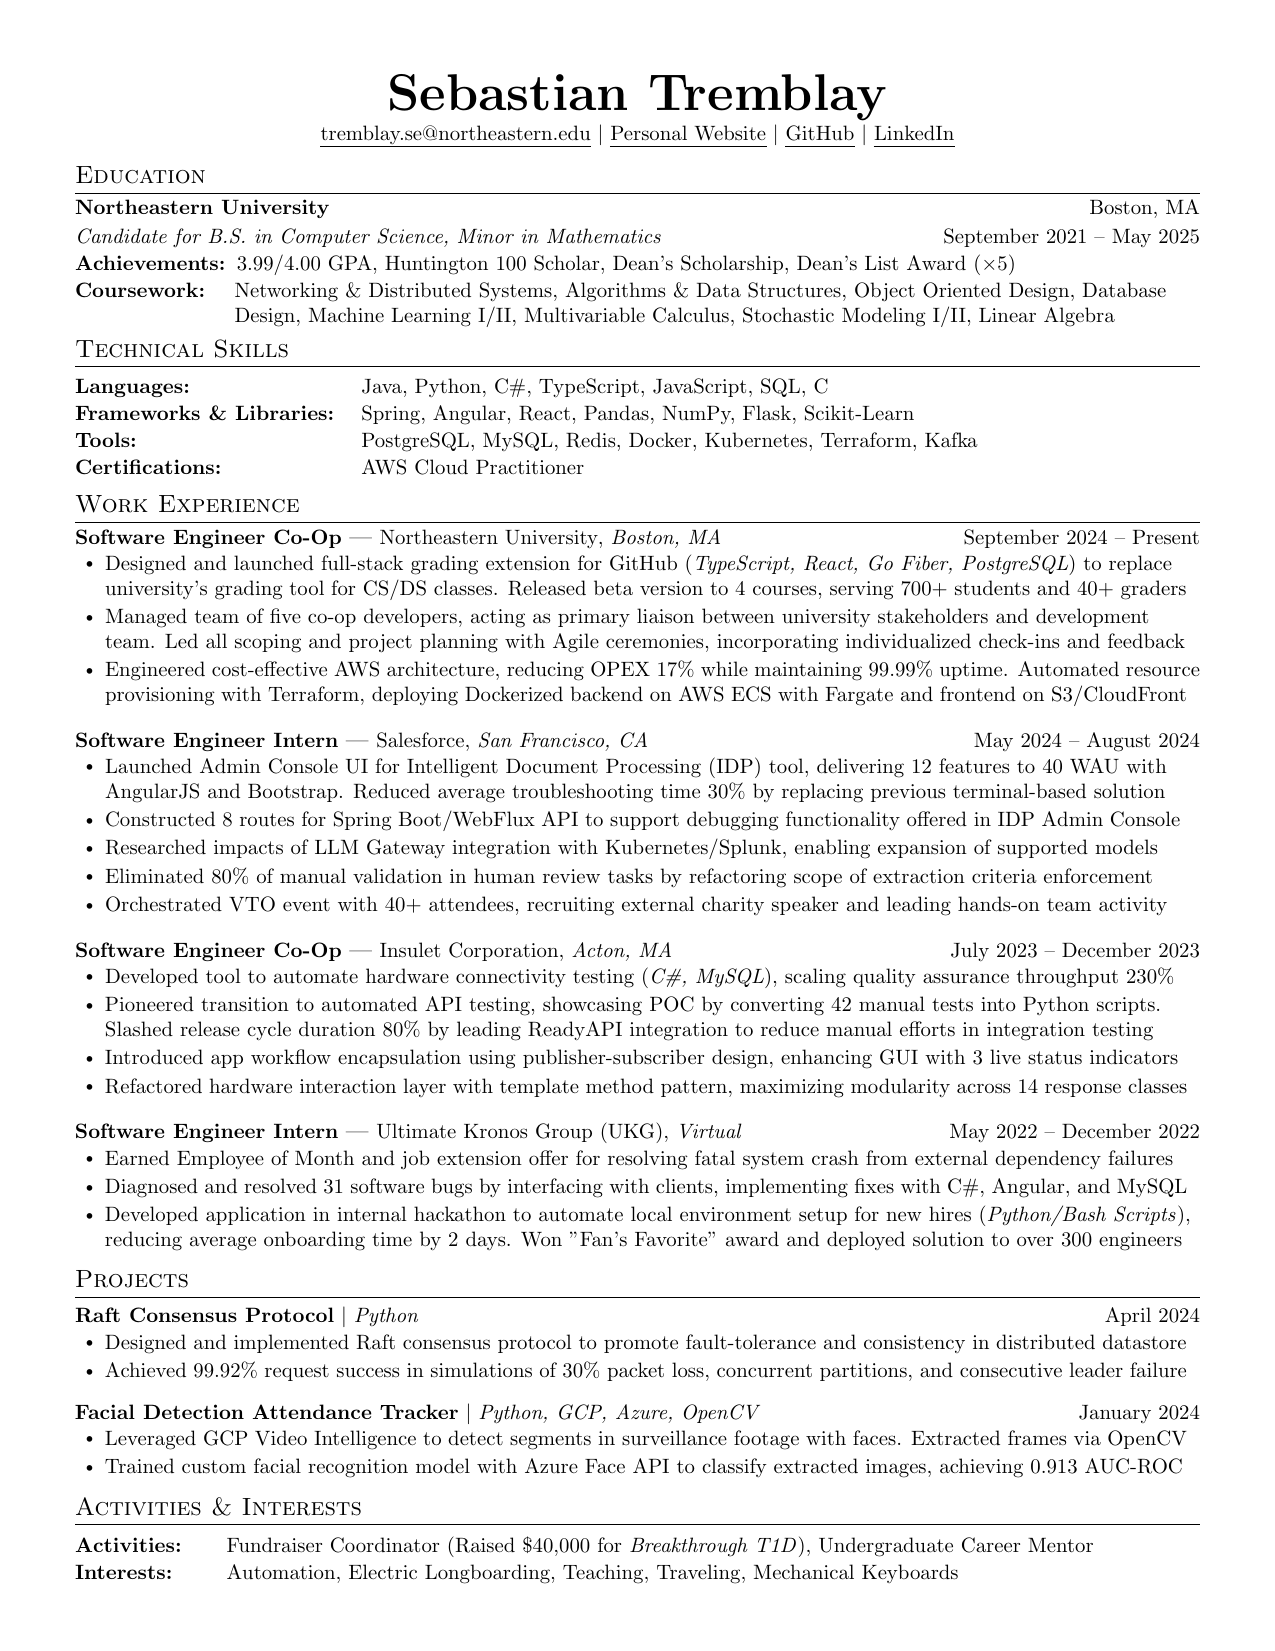 Sebastian Tremblay
tremblay.se@northeastern.edu | Personal Website | GitHub | LinkedIn
Education
Northeastern University Boston, MA
Candidate for B.S. in Computer Science, Minor in Mathematics September 2021 – May 2025
Achievements: 3.99/4.00 GPA, Huntington 100 Scholar, Dean's Scholarship, Dean's List Award (×5)
Coursework: Networking & Distributed Systems, Algorithms & Data Structures, Object Oriented Design, Database
Design, Machine Learning I/II, Multivariable Calculus, Stochastic Modeling I/II, Linear Algebra
Technical Skills
Languages: Java, Python, C#, TypeScript, JavaScript, SQL, C
Frameworks & Libraries: Spring, Angular, React, Pandas, NumPy, Flask, Scikit-Learn
Tools: PostgreSQL, MySQL, Redis, Docker, Kubernetes, Terraform, Kafka
Certifications: AWS Cloud Practitioner
Work Experience
Software Engineer Co-Op — Northeastern University, Boston, MA September 2024 – Present
• Designed and launched full-stack grading extension for GitHub (TypeScript, React, Go Fiber, PostgreSQL) to replace
university's grading tool for CS/DS classes. Released beta version to 4 courses, serving 700+ students and 40+ graders
• Managed team of five co-op developers, acting as primary liaison between university stakeholders and development
team. Led all scoping and project planning with Agile ceremonies, incorporating individualized check-ins and feedback
• Engineered cost-effective AWS architecture, reducing OPEX 17% while maintaining 99.99% uptime. Automated resource
provisioning with Terraform, deploying Dockerized backend on AWS ECS with Fargate and frontend on S3/CloudFront
Software Engineer Intern — Salesforce, San Francisco, CA May 2024 – August 2024
• Launched Admin Console UI for Intelligent Document Processing (IDP) tool, delivering 12 features to 40 WAU with
AngularJS and Bootstrap. Reduced average troubleshooting time 30% by replacing previous terminal-based solution
• Constructed 8 routes for Spring Boot/WebFlux API to support debugging functionality offered in IDP Admin Console
• Researched impacts of LLM Gateway integration with Kubernetes/Splunk, enabling expansion of supported models
• Eliminated 80% of manual validation in human review tasks by refactoring scope of extraction criteria enforcement
• Orchestrated VTO event with 40+ attendees, recruiting external charity speaker and leading hands-on team activity
Software Engineer Co-Op — Insulet Corporation, Acton, MA July 2023 – December 2023
• Developed tool to automate hardware connectivity testing (C#, MySQL), scaling quality assurance throughput 230%
• Pioneered transition to automated API testing, showcasing POC by converting 42 manual tests into Python scripts.
Slashed release cycle duration 80% by leading ReadyAPI integration to reduce manual efforts in integration testing
• Introduced app workflow encapsulation using publisher-subscriber design, enhancing GUI with 3 live status indicators
• Refactored hardware interaction layer with template method pattern, maximizing modularity across 14 response classes
Software Engineer Intern — Ultimate Kronos Group (UKG), Virtual May 2022 – December 2022
• Earned Employee of Month and job extension offer for resolving fatal system crash from external dependency failures
• Diagnosed and resolved 31 software bugs by interfacing with clients, implementing fixes with C#, Angular, and MySQL
• Developed application in internal hackathon to automate local environment setup for new hires (Python/Bash Scripts),
reducing average onboarding time by 2 days. Won ”Fan's Favorite” award and deployed solution to over 300 engineers
Projects
Raft Consensus Protocol | Python April 2024
• Designed and implemented Raft consensus protocol to promote fault-tolerance and consistency in distributed datastore
• Achieved 99.92% request success in simulations of 30% packet loss, concurrent partitions, and consecutive leader failure
Facial Detection Attendance Tracker | Python, GCP, Azure, OpenCV January 2024
• Leveraged GCP Video Intelligence to detect segments in surveillance footage with faces. Extracted frames via OpenCV
• Trained custom facial recognition model with Azure Face API to classify extracted images, achieving 0.913 AUC-ROC
Activities & Interests
Activities: Fundraiser Coordinator (Raised $40,000 for Breakthrough T1D), Undergraduate Career Mentor
Interests: Automation, Electric Longboarding, Teaching, Traveling, Mechanical Keyboards